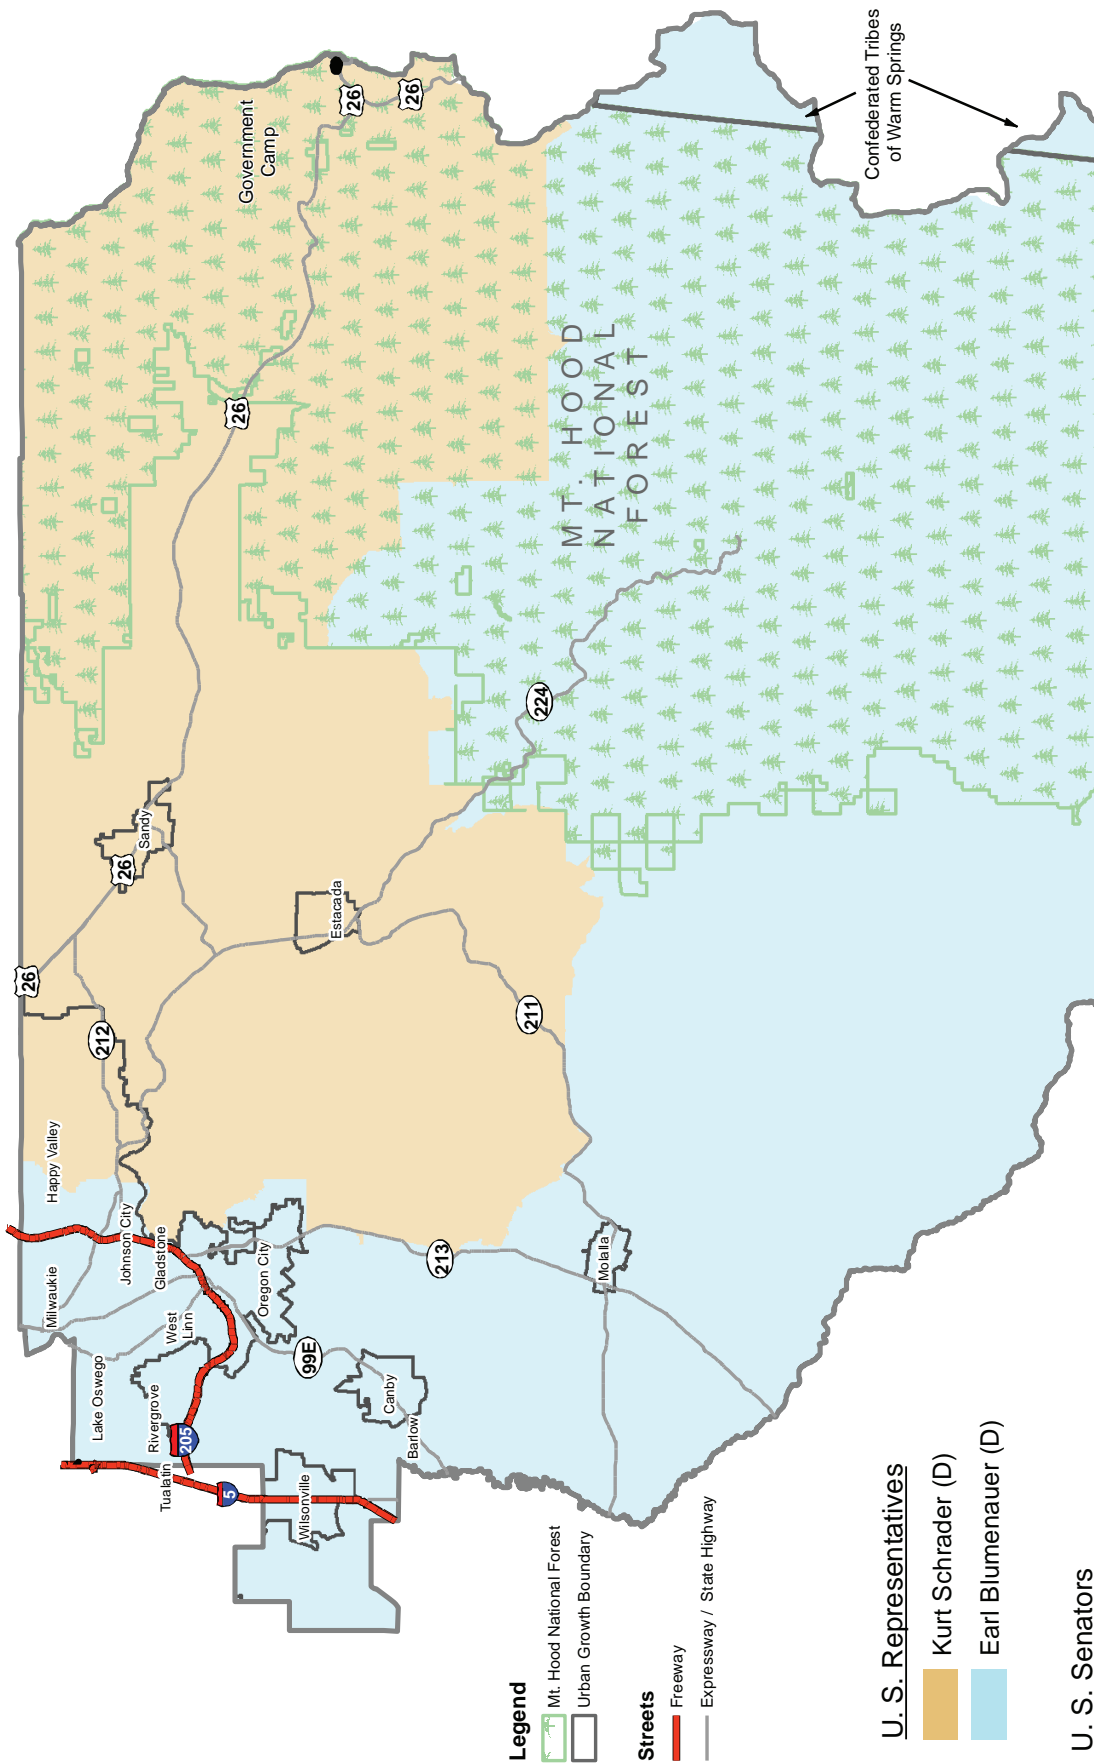 Milwaukie
Happy Valley
Johnson City
Gladstone
Lake Oswego
Rivergrove
Tualatin
West
Linn
Oregon City
Wilsonville
Canby
Barlow
Molalla
Estacada
Sandy
Government
Camp
MT. HOOD
NATIONAL
FOREST
Confederated Tribes
of Warm Springs
26
26
26
26
26
212
224
211
213
99E
205
5
Legend
Mt. Hood National Forest
Urban Growth Boundary
Streets
Freeway
Expressway / State Highway
U. S. Representatives
Kurt Schrader (D)
Earl Blumenauer (D)
U. S. Senators